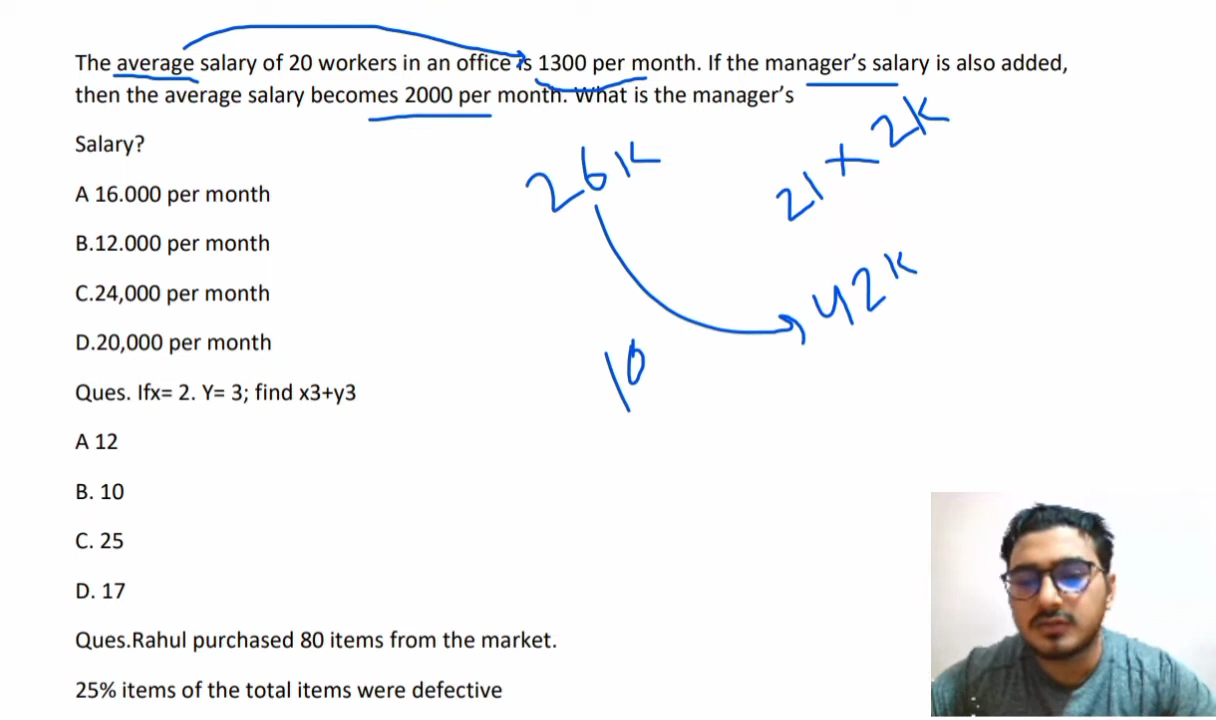 The average salary of 20 workers in an office is 1300 per month. If the manager's salary is also added,
then the average salary becomes 2000 per month. What is the manager's
Salary?
26K
21 x 2K
A 16.000 per month
B.12.000 per month
42K
C.24,000 per month
D.20,000 per month
16
Ques. Ifx= 2. Y= 3; find x3+y3
A 12
B. 10
C. 25
D. 17
Ques.Rahul purchased 80 items from the market.
25% items of the total items were defective